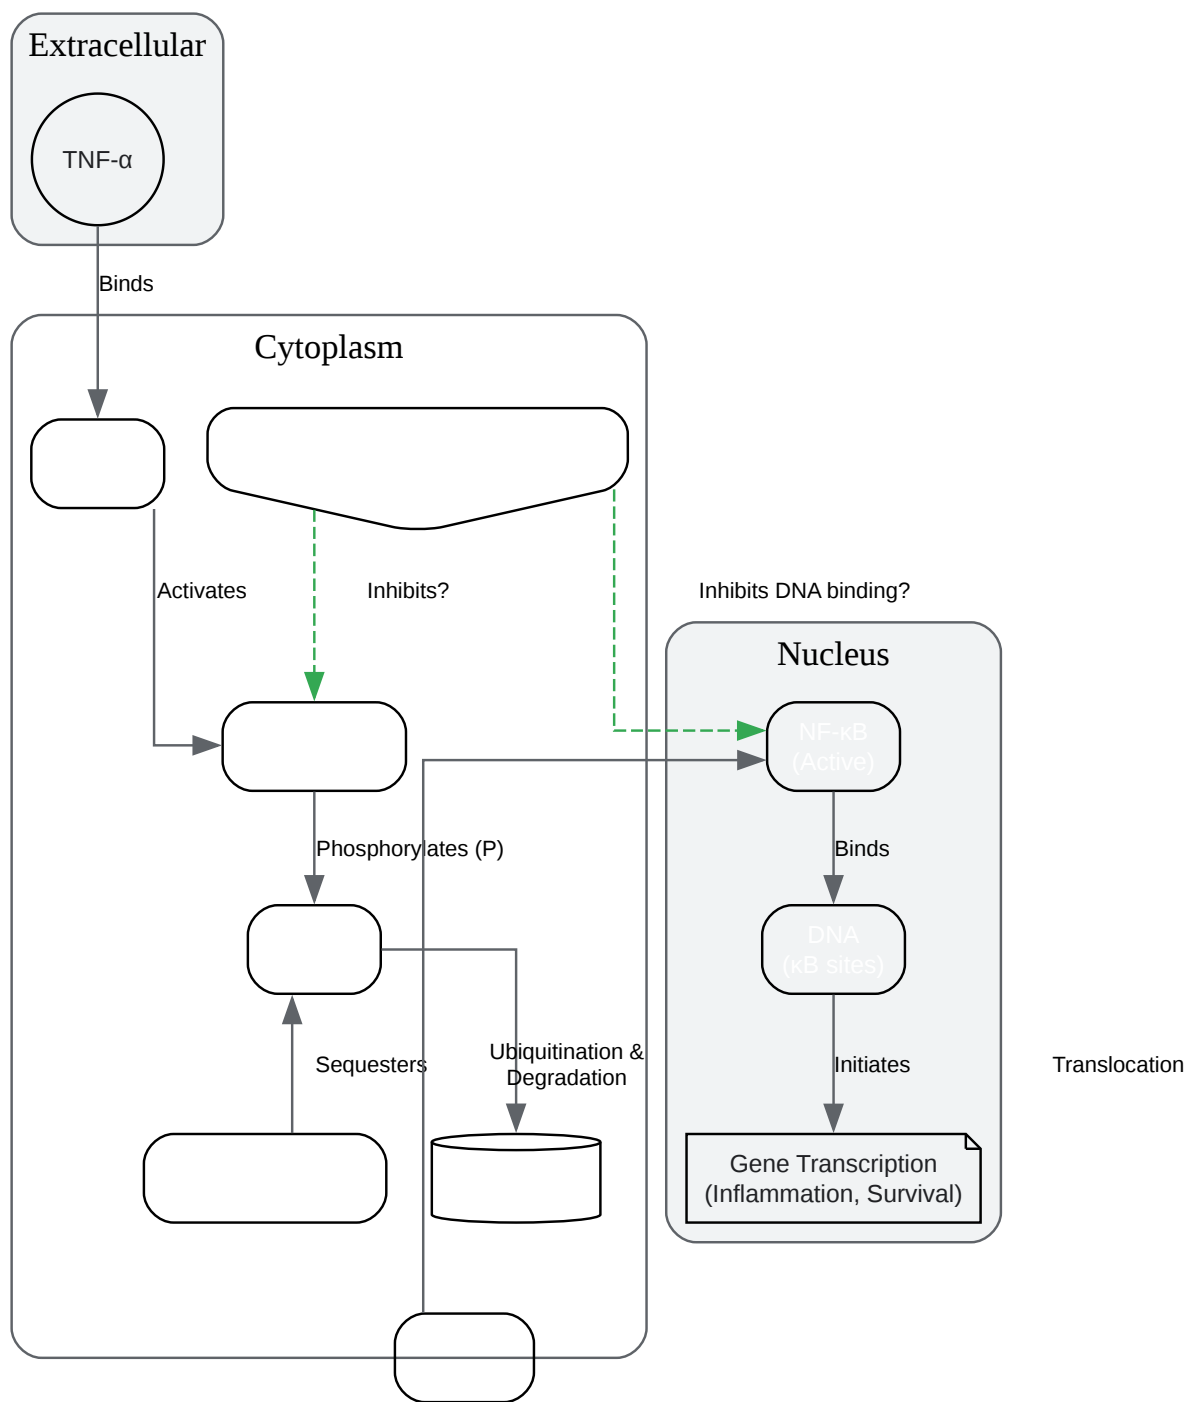 Extracellular
TNF-α
Binds
Cytoplasm
Activates
Inhibits?
Inhibits DNA binding?
Nucleus
NF-κB
(Active)
Phosphorylates (P)
Binds
DNA
(κB sites)
Sequesters
Ubiquitination &
Degradation
Initiates
Translocation
Gene Transcription
(Inflammation, Survival)